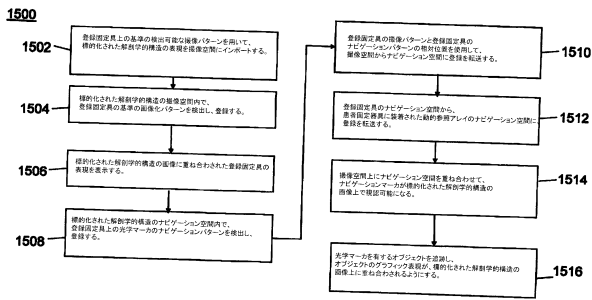 1500
1502
登録固定具上の基準の検出可能な撮像パターンを用いて、
標的化された解剖学的構造の表現を撮像空間にインポートする。
1504
標的化された解剖学的構造の撮像空間内で、
登録固定具の基準の画像化パターンを検出し、登録する。
1506
標的化された解剖学的構造の画像に重ね合わされた登録固定具の
表現を表示する。
1508
標的化された解剖学的構造のナビゲーション空間内で、
登録固定具上の光学マーカのナビゲーションパターンを検出し、
登録する。
1510
登録固定具の撮像パターンと登録固定具の
ナビゲーションパターンの相対位置を使用して、
撮像空間からナビゲーション空間に登録を転送する。
1512
登録固定具のナビゲーション空間から、
患者固定器具に装着された動的参照アレイのナビゲーション空間に
登録を転送する。
1514
撮像空間上にナビゲーション空間を重ね合わせて、
ナビゲーションマーカが標的化された解剖学的構造の
画像上で視認可能になる。
1516
光学マーカを有するオブジェクトを追跡し、
オブジェクトのグラフィック表現が、標的化された解剖学的構造の
画像上に重ね合わされるようにする。